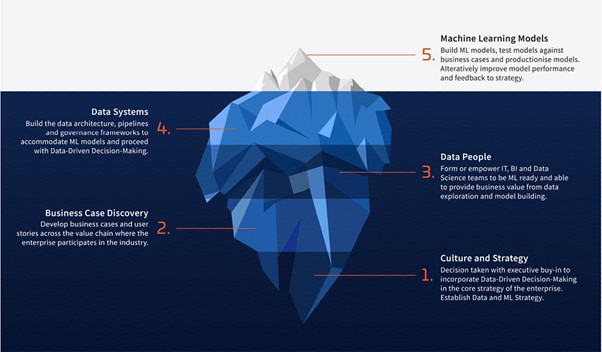 Machine Learning Models
5.
Build ML models, test models against
business cases and productionise models.
Alteratively improve model performance
and feedback to strategy.
Data Systems
4.
Build the data architecture, pipelines
and governance frameworks to
accommodate ML models and proceed
with Data-Driven Decision-Making.
Data People
3.
Form or empower IT, BI and Data
Science teams to be ML ready and able
to provide business value from data
exploration and model building.
Business Case Discovery
2.
Develop business cases and user
stories across the value chain where the
enterprise participates in the industry.
Culture and Strategy
1.
Decision taken with executive buy-in to
incorporate Data-Driven Decision-Making
in the core strategy of the enterprise.
Establish Data and ML Strategy.